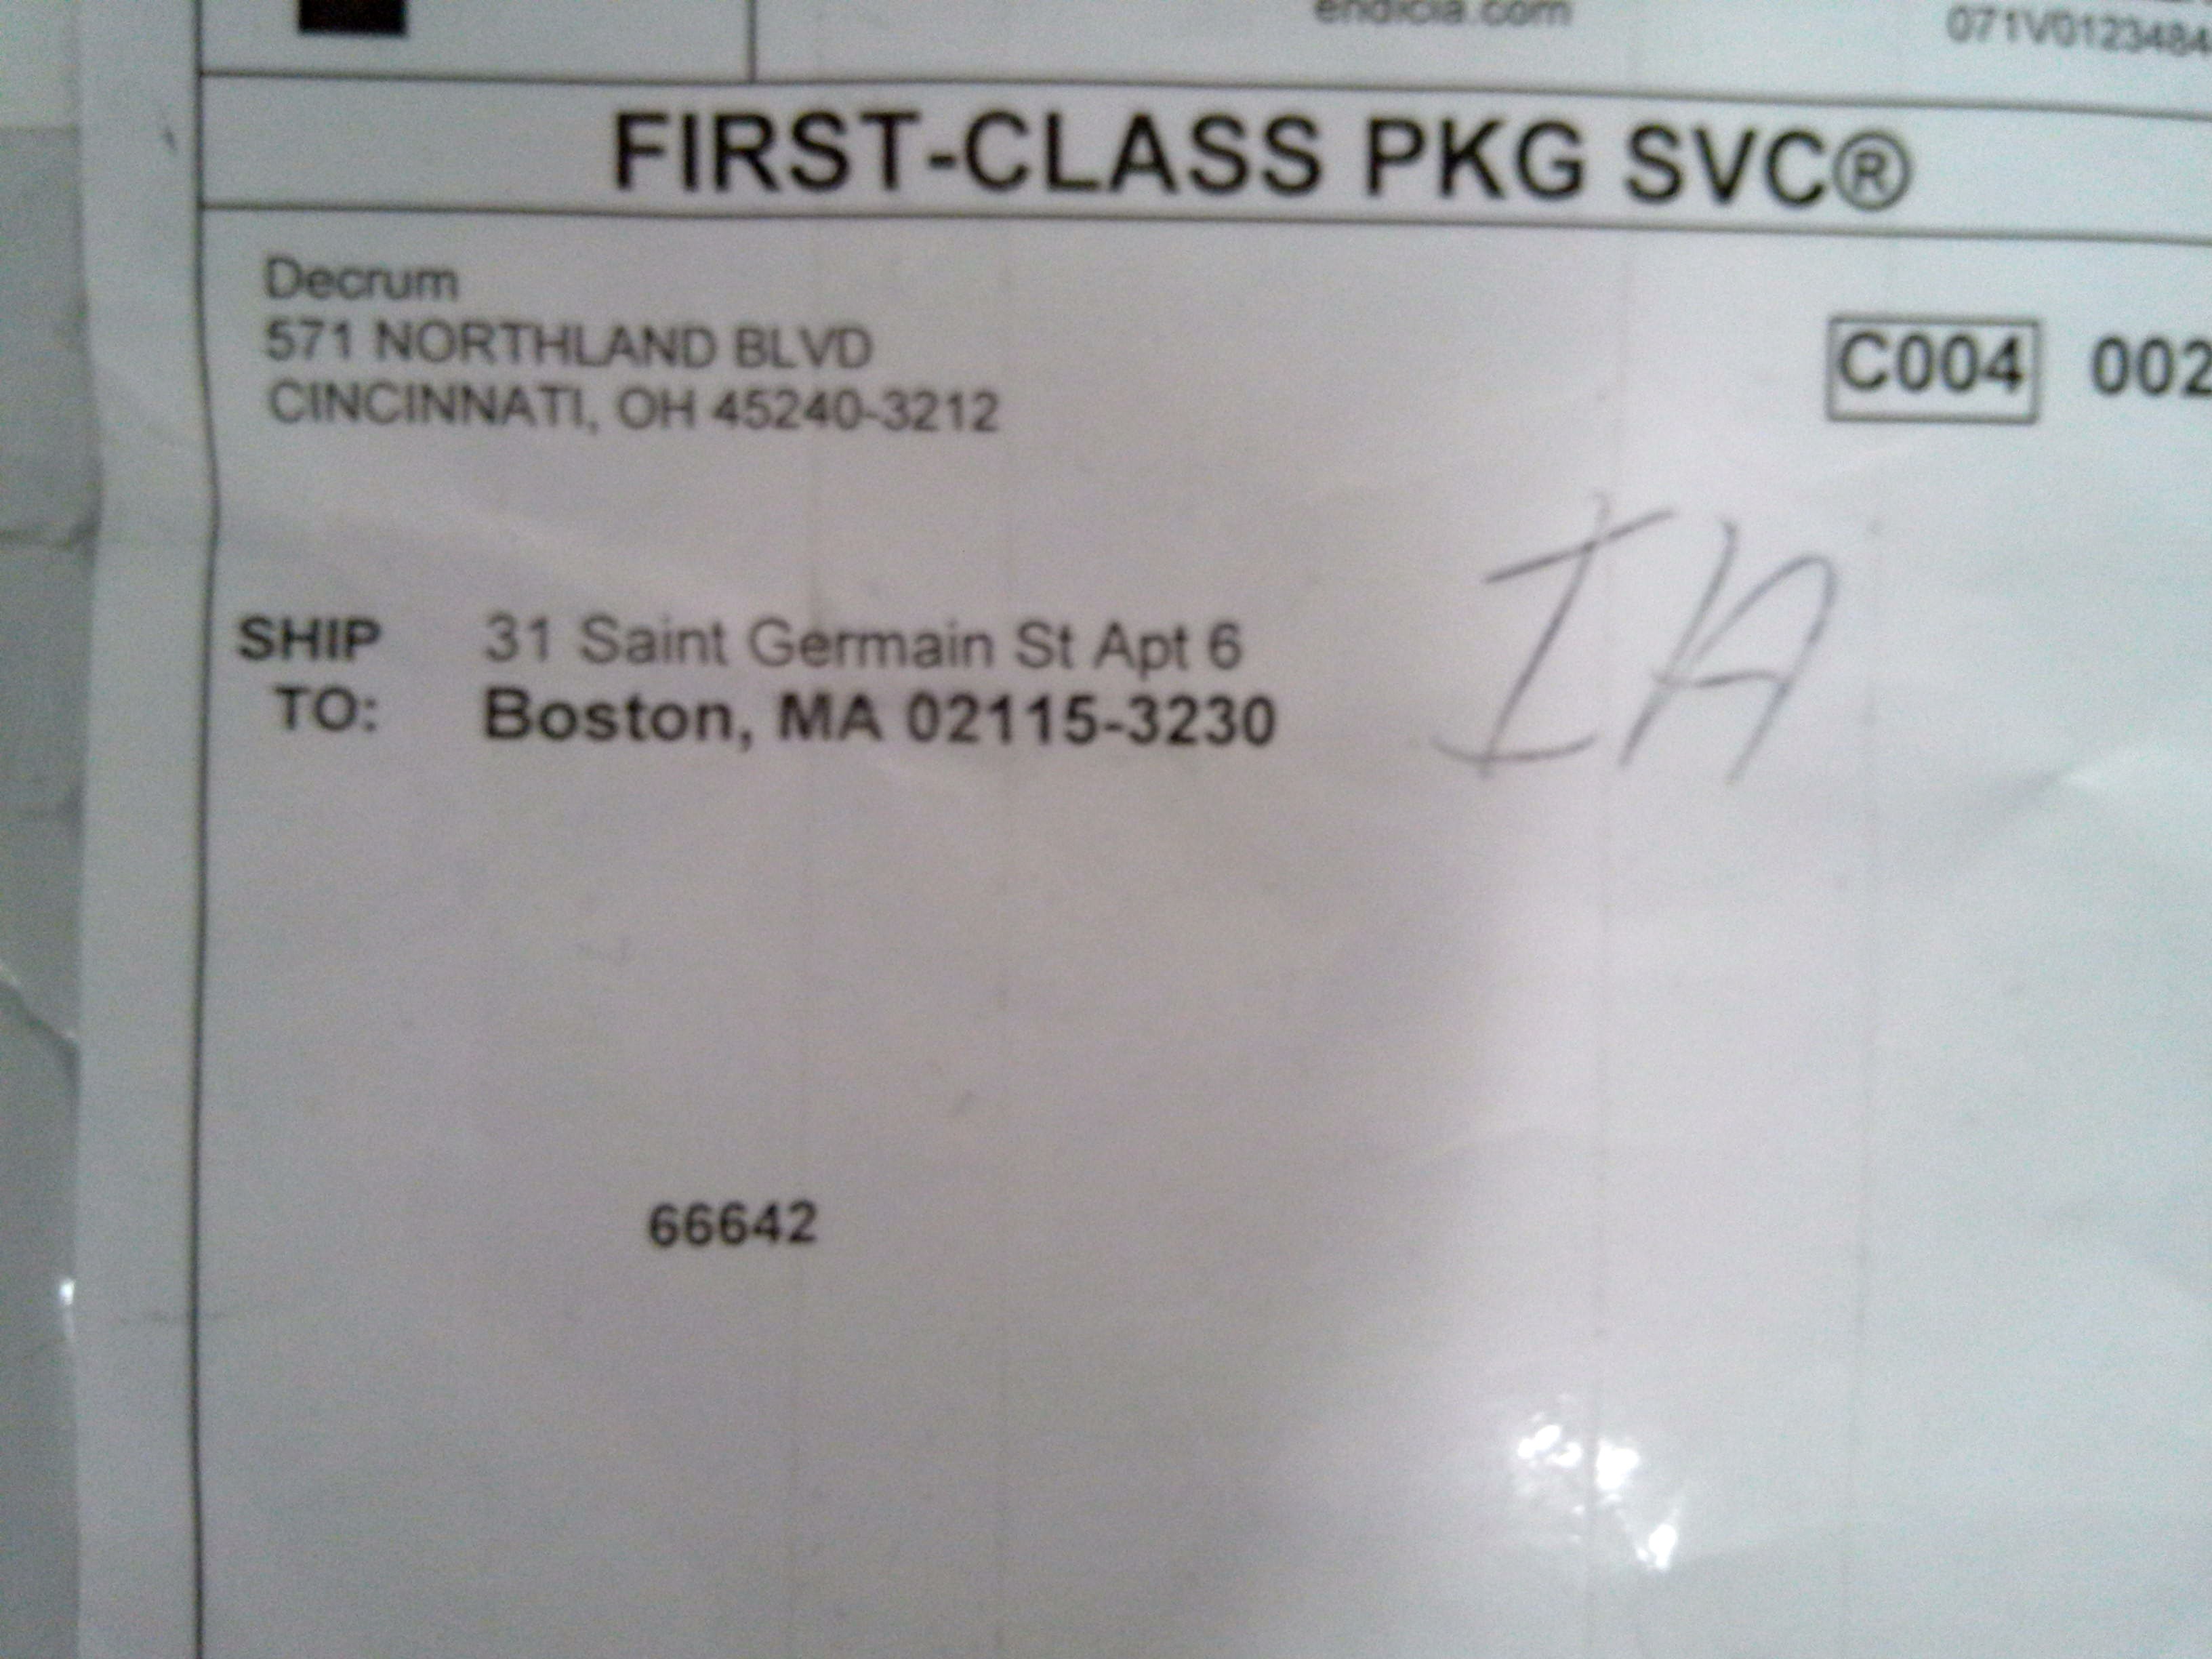 endicia.com
071V0123484
FIRST-CLASS PKG SVC®
Decrum
571 NORTHLAND BLVD
CINCINNATI, OH 45240-3212
C004 002
SHIP TO: 31 Saint Germain St Apt 6
Boston, MA 02115-3230
IA
66642